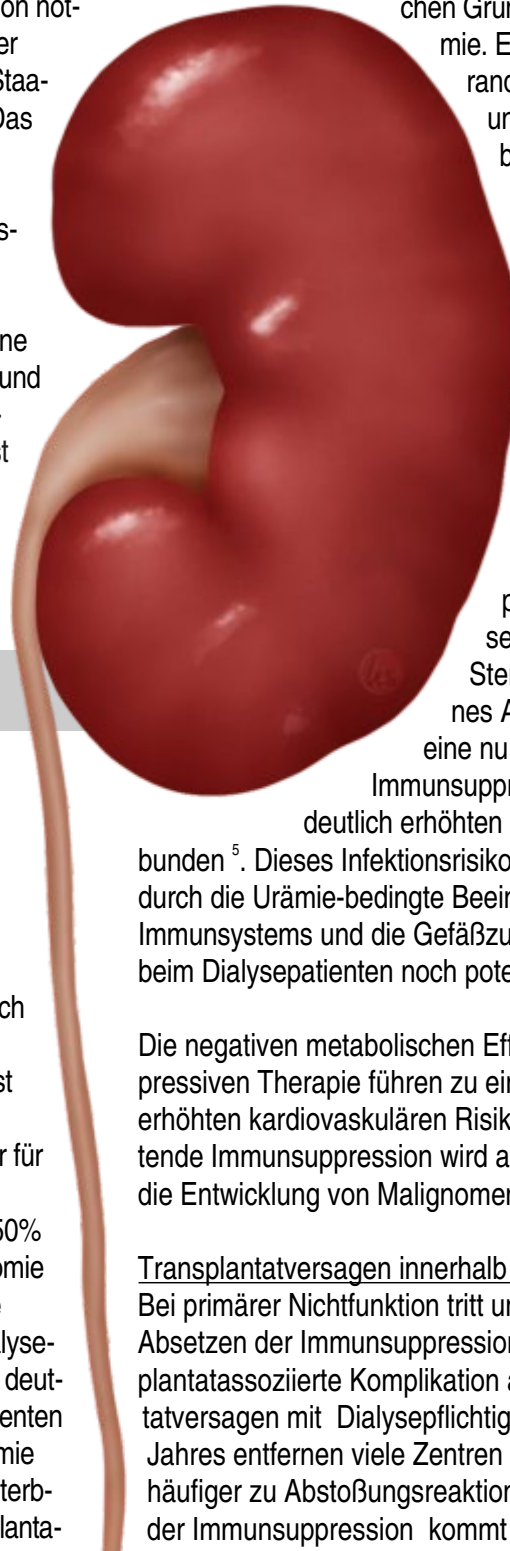 on not-
er
Staa-
Das
s-
ne
und
-
st
ch
st
r für
50%
omie
e
alyse-
deut-
enten
mie
terb-
lanta-
chen Grun
mie. E
rand
un
b
p
se
Ster
nes A
eine nu
Immunsuppr
deutlich erhöhten
bunden 5. Dieses Infektionsrisiko
durch die Urämie-bedingte Beein
Immunsystems und die Gefäßzu
beim Dialysepatienten noch pote
Die negativen metabolischen Eff
pressiven Therapie führen zu ein
erhöhten kardiovaskulären Risik
tende Immunsuppression wird a
die Entwicklung von Malignomen
Transplantatversagen innerhalb
Bei primärer Nichtfunktion tritt un
Absetzen der Immunsuppression
plantatassoziierte Komplikation a
tatversagen mit Dialysepflichtig
Jahres entfernen viele Zentren
häufiger zu Abstoßungsreaktion
der Immunsuppression kommt